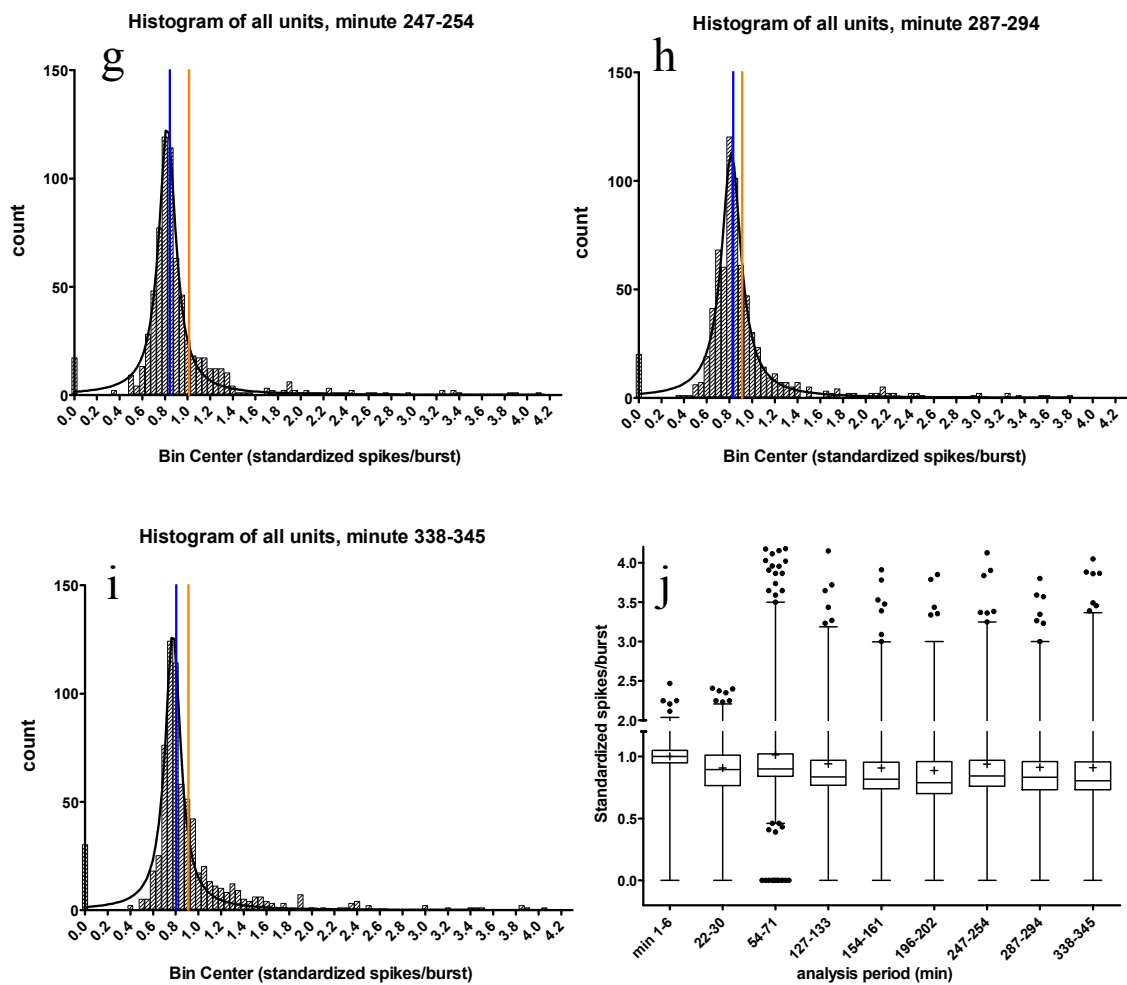 Histogram of all units, minute 247-254
g
150
100
50
0
count
0.0 0.2 0.4 0.6 0.8 1.0 1.2 1.4 1.6 1.8 2.0 2.2 2.4 2.6 2.8 3.0 3.2 3.4 3.6 3.8 4.0 4.2
Bin Center (standardized spikes/burst)
Histogram of all units, minute 287-294
h
150
100
50
0
count
0.0 0.2 0.4 0.6 0.8 1.0 1.2 1.4 1.6 1.8 2.0 2.2 2.4 2.6 2.8 3.0 3.2 3.4 3.6 3.8 4.0 4.2
Bin Center (standardized spikes/burst)
Histogram of all units, minute 338-345
i
150
100
50
0
count
0.0 0.2 0.4 0.6 0.8 1.0 1.2 1.4 1.6 1.8 2.0 2.2 2.4 2.6 2.8 3.0 3.2 3.4 3.6 3.8 4.0 4.2
Bin Center (standardized spikes/burst)
j
4.0
3.5
3.0
2.5
2.0
1.0
0.5
0.0
Standardized spikes/burst
min 1-6 22-30 54-71 127-133 154-161 196-202 247-254 287-294 338-345
analysis period (min)